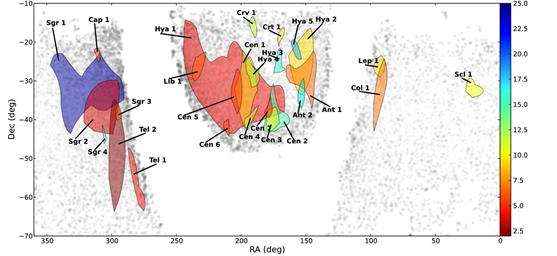 Sgr 1
Cap 1
Hya 1
Crv 1
Crt 1
Hya 5
Hya 2
Cen 1
Hya 3
Hya 4
Lib 1
Lep 1
Col 1
Scl 1
Sgr 3
Cen 5
Ant 1
Ant 2
Tel 2
Sgr 2
Sgr 4
Cen 6
Cen 4
Cen 3
Cen 2
Tel 1
Dec (deg)
−10
−20
−30
−40
−50
−60
−70
350
300
250
200
150
100
50
0
RA (deg)
25.0
22.5
20.0
17.5
15.0
12.5
10.0
7.5
5.0
2.5